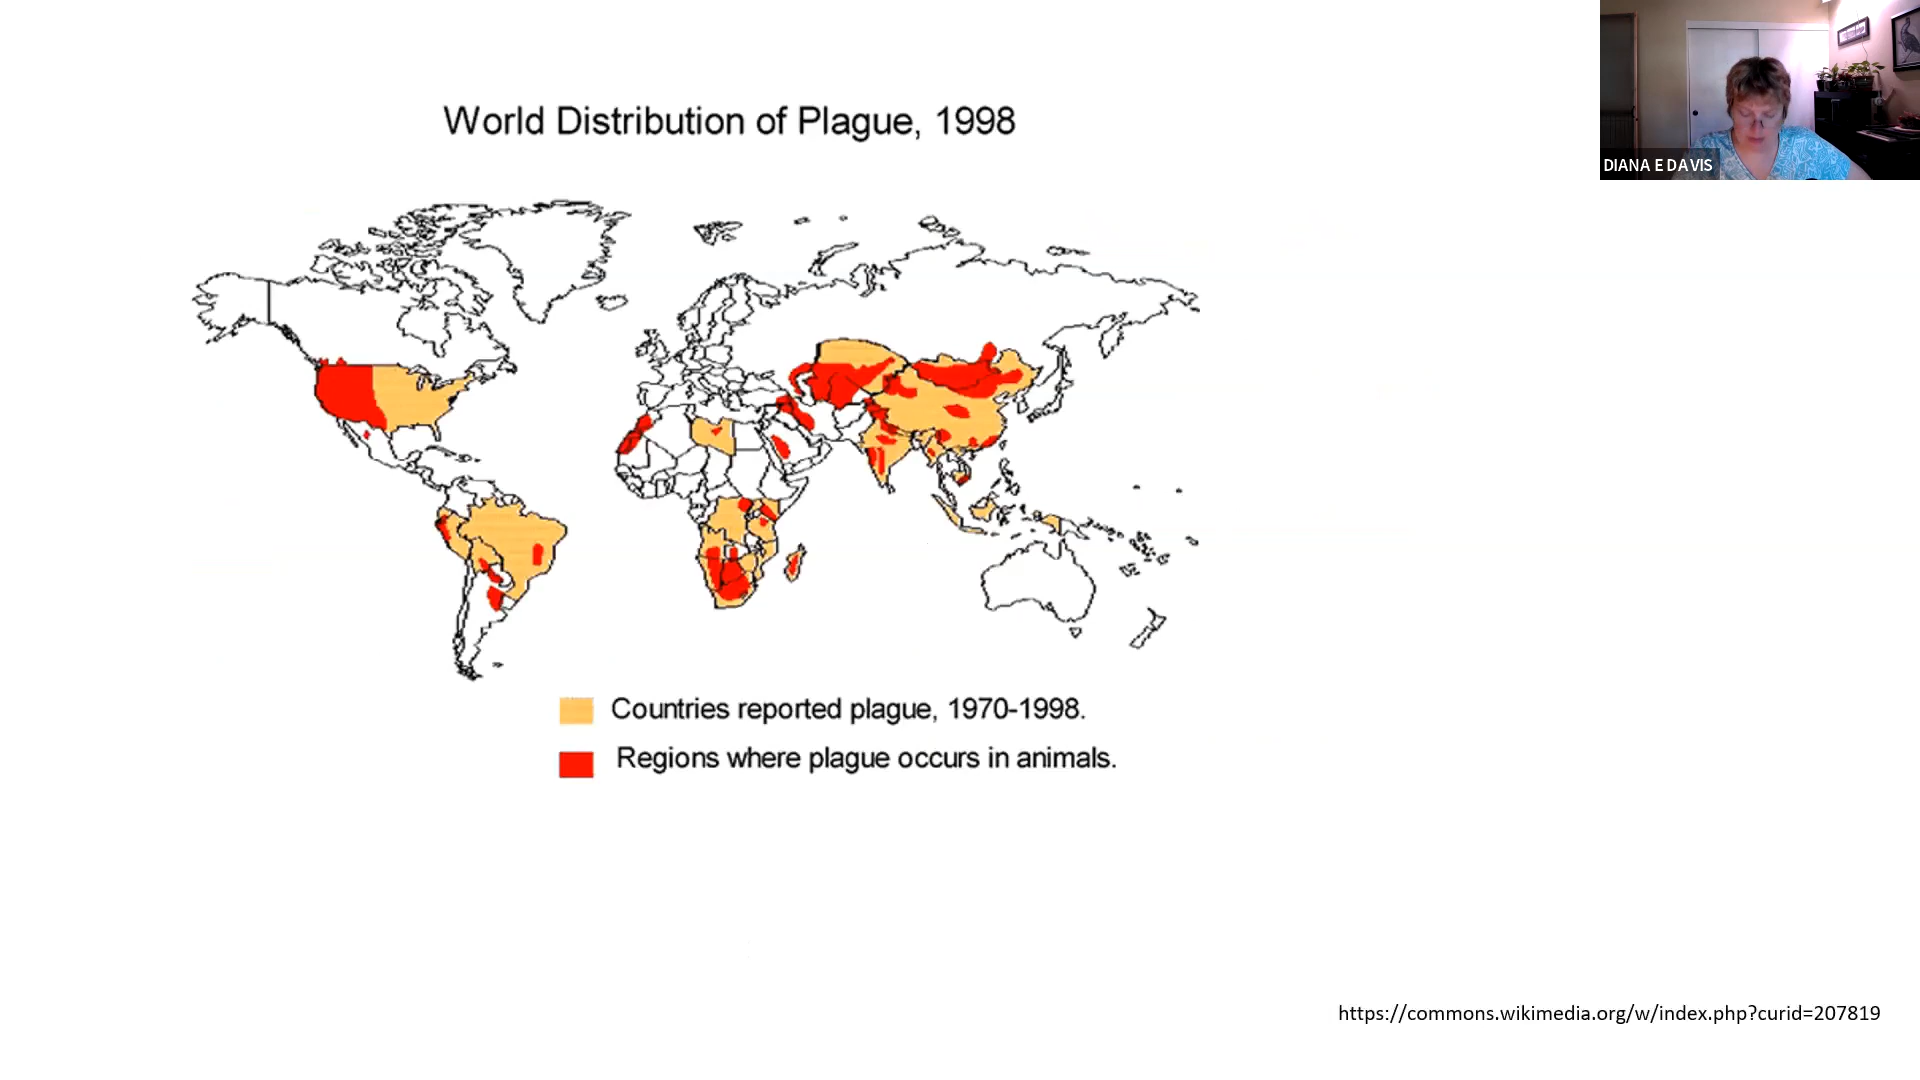 World Distribution of Plague, 1998
DIANA E DAVIS
Countries reported plague, 1970-1998.
Regions where plague occurs in animals.
https://commons.wikimedia.org/w/index.php?curid=207819